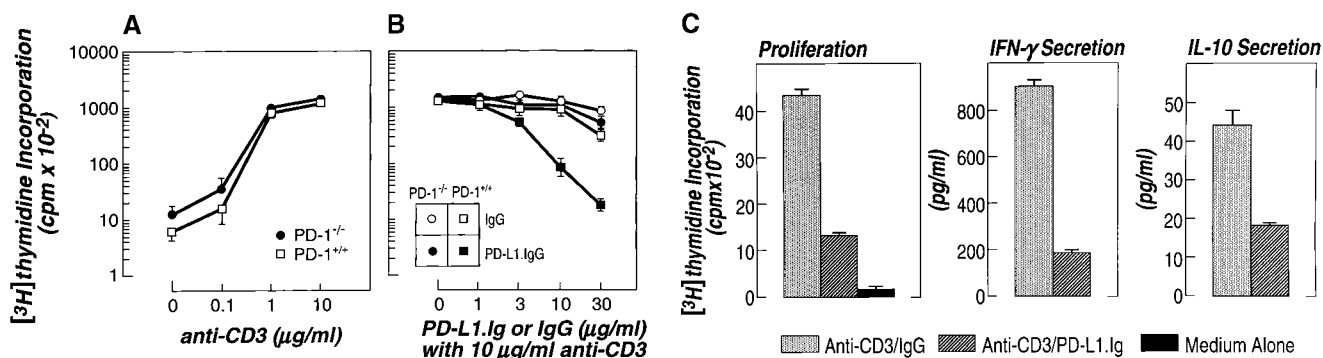 A
B
C
[³H]thymidine Incorporation
(cpm x 10⁻²)
10000
1000
100
10
1
PD-1⁻/⁻
PD-1⁺/⁺
0 0.1 1 10
anti-CD3 (µg/ml)
PD-1⁻/⁻ PD-1⁺/⁺
IgG
PD-L1.IgG
0 1 3 10 30
PD-L1.Ig or IgG (µg/ml)
with 10 µg/ml anti-CD3
Proliferation
[³H]thymidine Incorporation
(cpmx10⁻²)
40
30
20
10
0
IFN-γ Secretion
(pg/ml)
800
600
400
200
0
IL-10 Secretion
(pg/ml)
50
40
30
20
10
0
Anti-CD3/IgG
Anti-CD3/PD-L1.Ig
Medium Alone